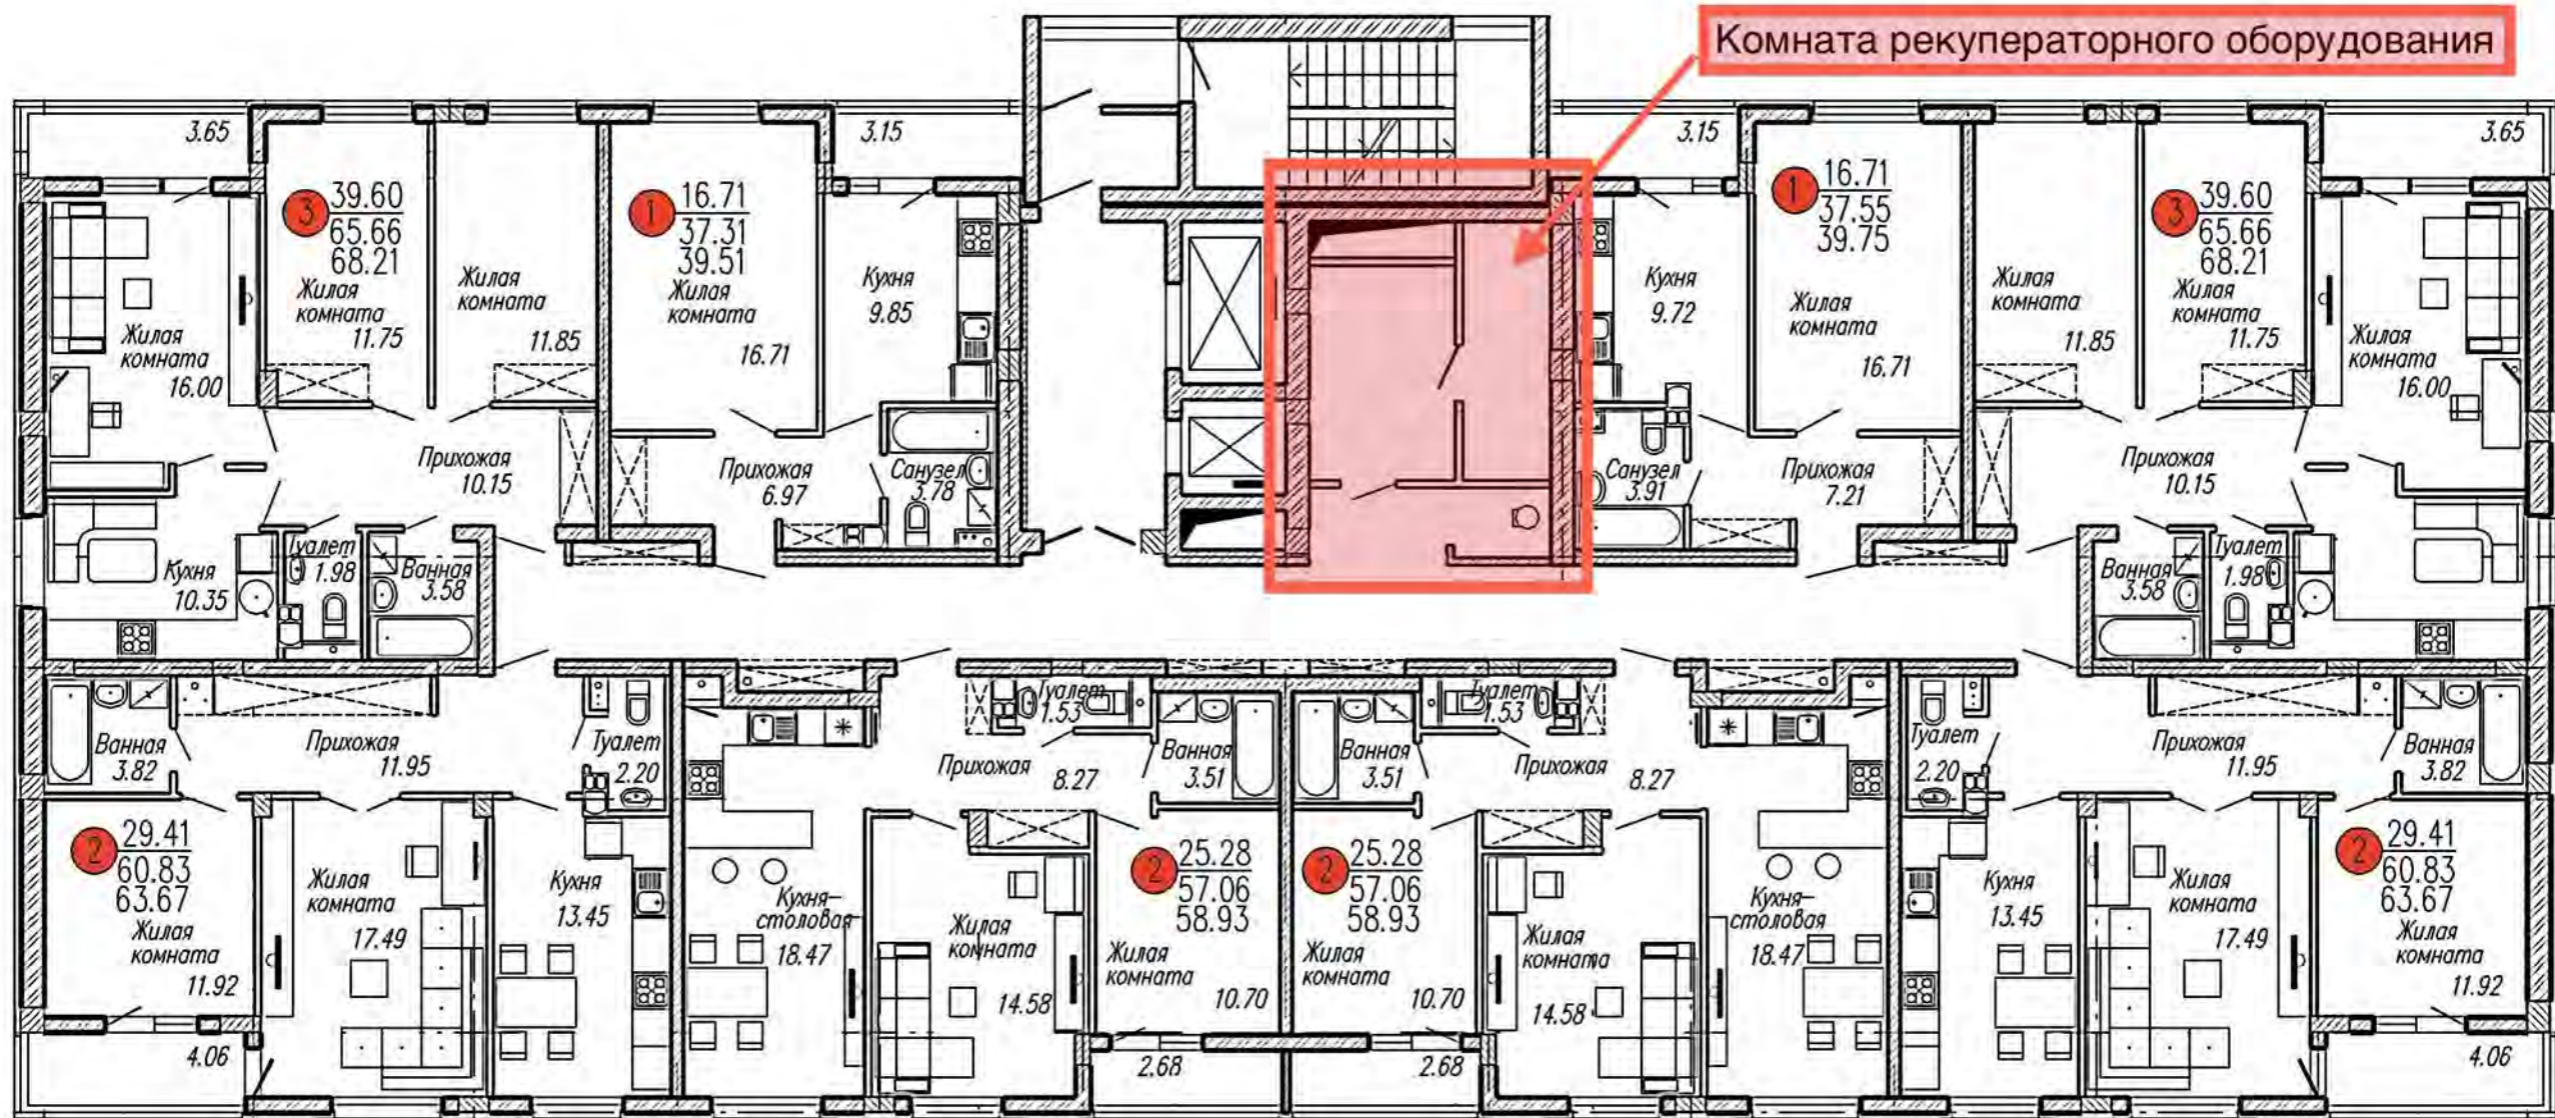 Комната рекуператорного оборудования
3.65
3
39.60
65.66
68.21
Жилая
комната
11.75
Жилая
комната
11.85
Жилая
комната
16.00
1
16.71
37.31
39.51
Жилая
комната
16.71
3.15
Кухня
9.85
Прихожая
10.15
Прихожая
6.97
Санузел
3.78
Кухня
10.35
Туалет
1.98
Ванная
3.58
3.15
Кухня
9.72
1
16.71
37.55
39.75
Жилая
комната
16.71
Жилая
комната
11.85
3
39.60
65.66
68.21
Жилая
комната
11.75
3.65
Жилая
комната
16.00
Санузел
3.91
Прихожая
7.21
Прихожая
10.15
Ванная
3.58
Туалет
1.98
Ванная
3.82
Прихожая
11.95
Туалет
2.20
2
29.41
60.83
63.67
Жилая
комната
11.92
Жилая
комната
17.49
Кухня
13.45
4.06
Туалет
1.53
Прихожая
8.27
Ванная
3.51
Кухня-
столовая
18.47
Жилая
комната
14.58
2
25.28
57.06
58.93
Жилая
комната
10.70
2.68
Туалет
1.53
Ванная
3.51
Прихожая
8.27
2
25.28
57.06
58.93
Жилая
комната
10.70
2.68
Жилая
комната
14.58
Кухня-
столовая
18.47
Туалет
2.20
Прихожая
11.95
Ванная
3.82
Кухня
13.45
Жилая
комната
17.49
2
29.41
60.83
63.67
Жилая
комната
11.92
4.06